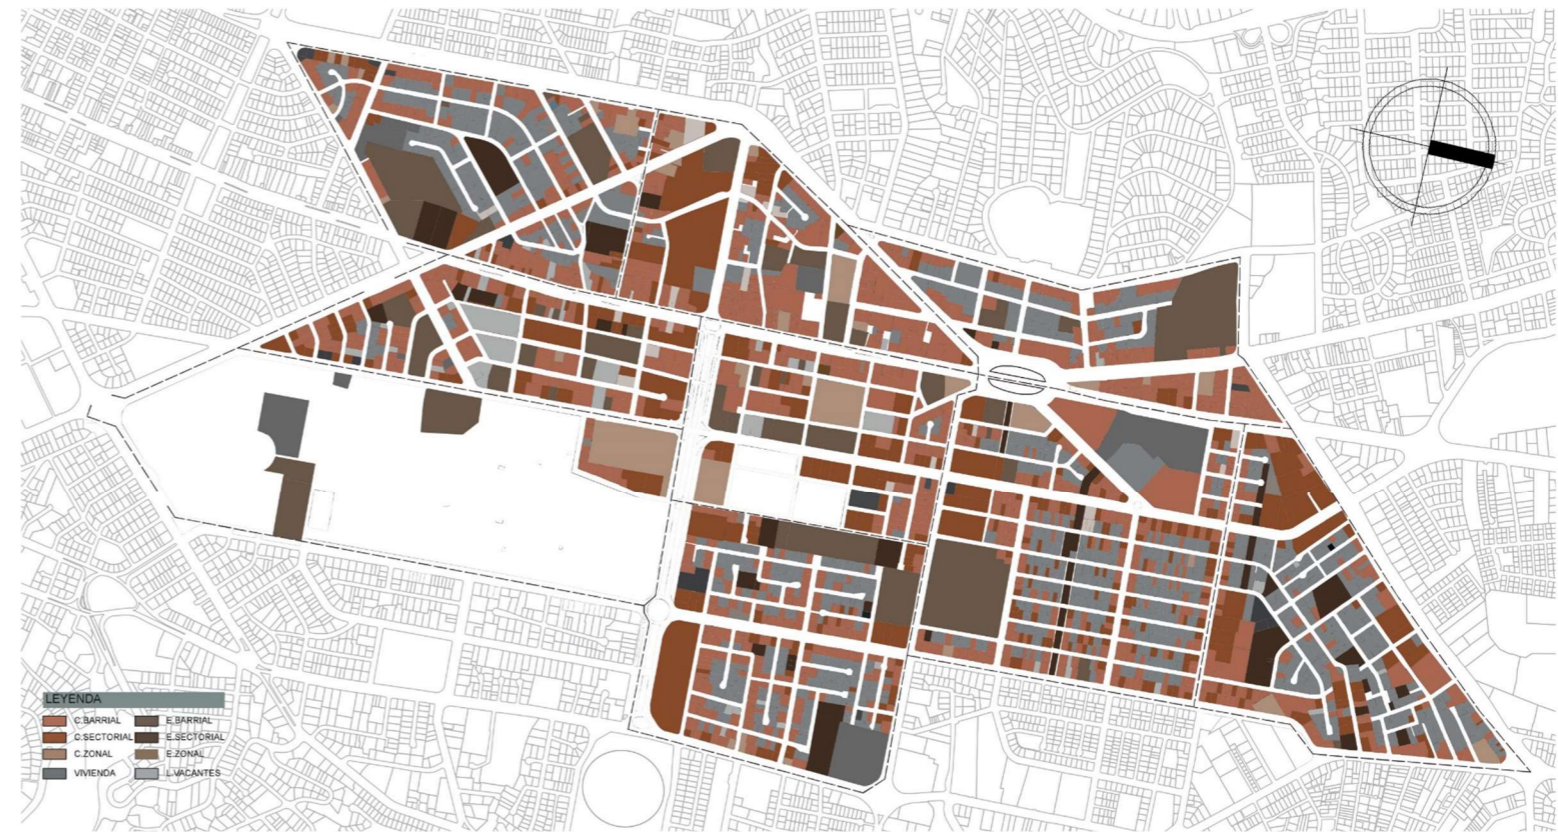 LEYENDA
C.BARRIAL E.BARRIAL
C.SECTORIAL E.SECTORIAL
C.ZONAL E.ZONAL
VIVIENDA L.VACANTES